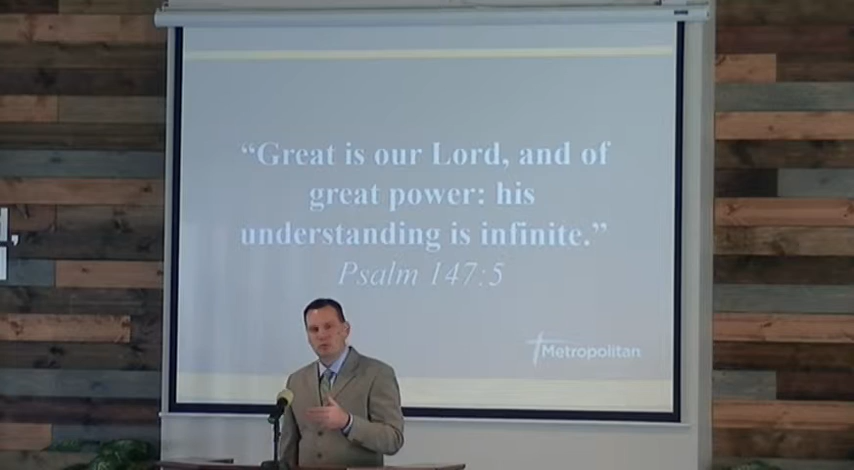 “Great is our Lord, and of
great power: his
understanding is infinite.”
Psalm 147:5
Metropolitan